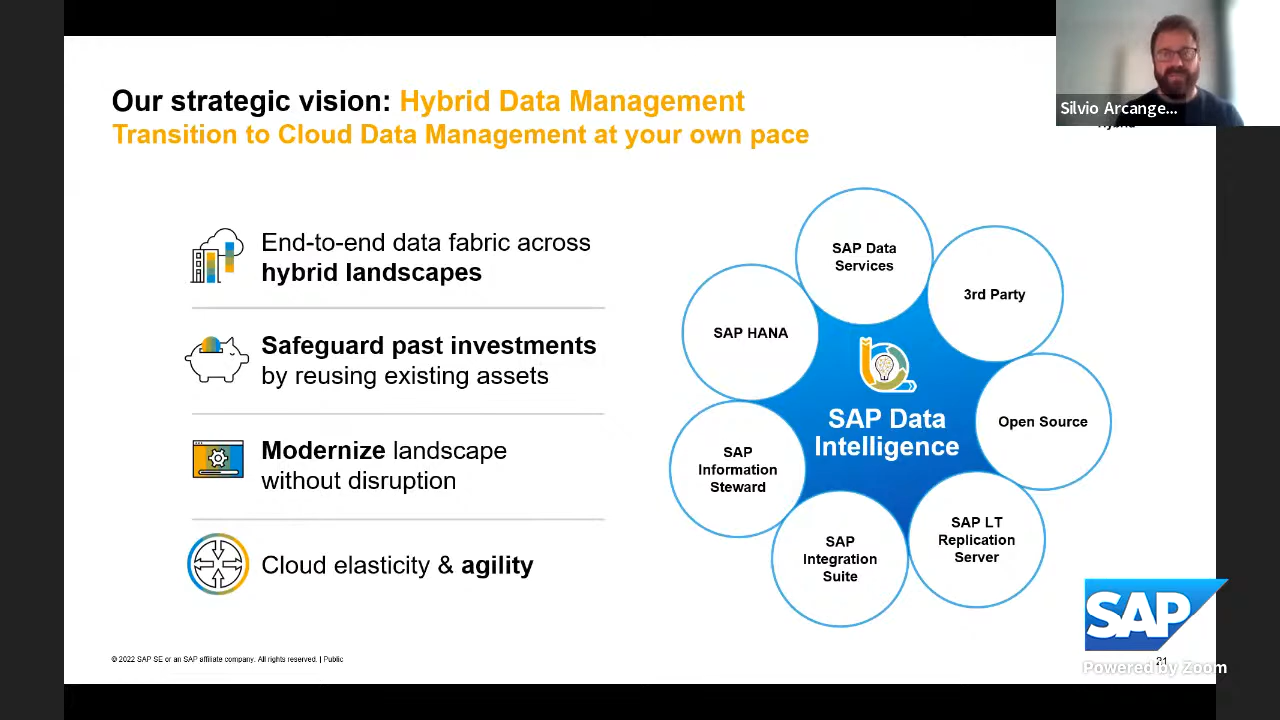 Our strategic vision: Hybrid Data Management
Transition to Cloud Data Management at your own pace
Silvio Arcange...
End-to-end data fabric across
hybrid landscapes
Safeguard past investments
by reusing existing assets
Modernize landscape
without disruption
Cloud elasticity & agility
SAP Data
Services
3rd Party
SAP HANA
SAP Data
Intelligence
Open Source
SAP
Information
Steward
SAP LT
Replication
Server
SAP
Integration
Suite
SAP
© 2022 SAP SE or an SAP affiliate company. All rights reserved. | Public
21
Powered by Zoom